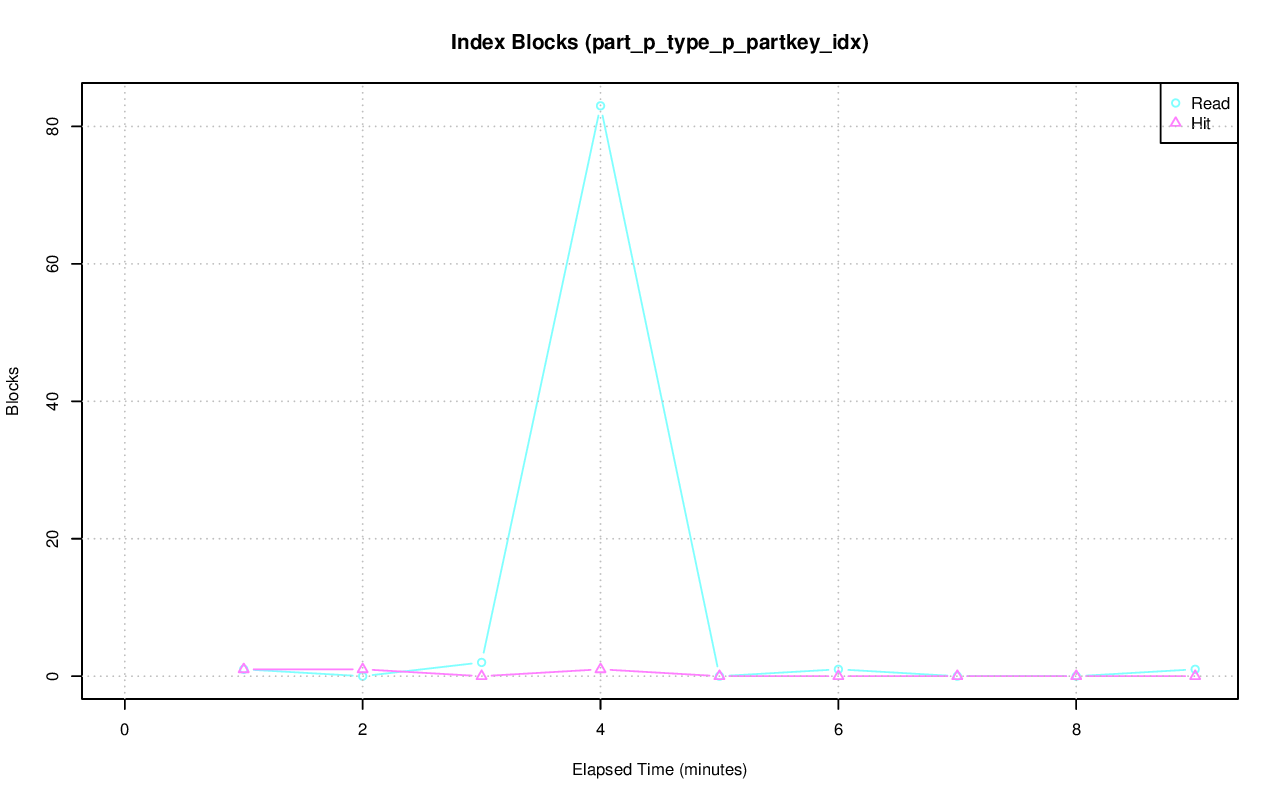 Index Blocks (part_p_type_p_partkey_idx)
Read
Hit
Blocks
80
60
40
20
0
0 2 4 6 8
Elapsed Time (minutes)